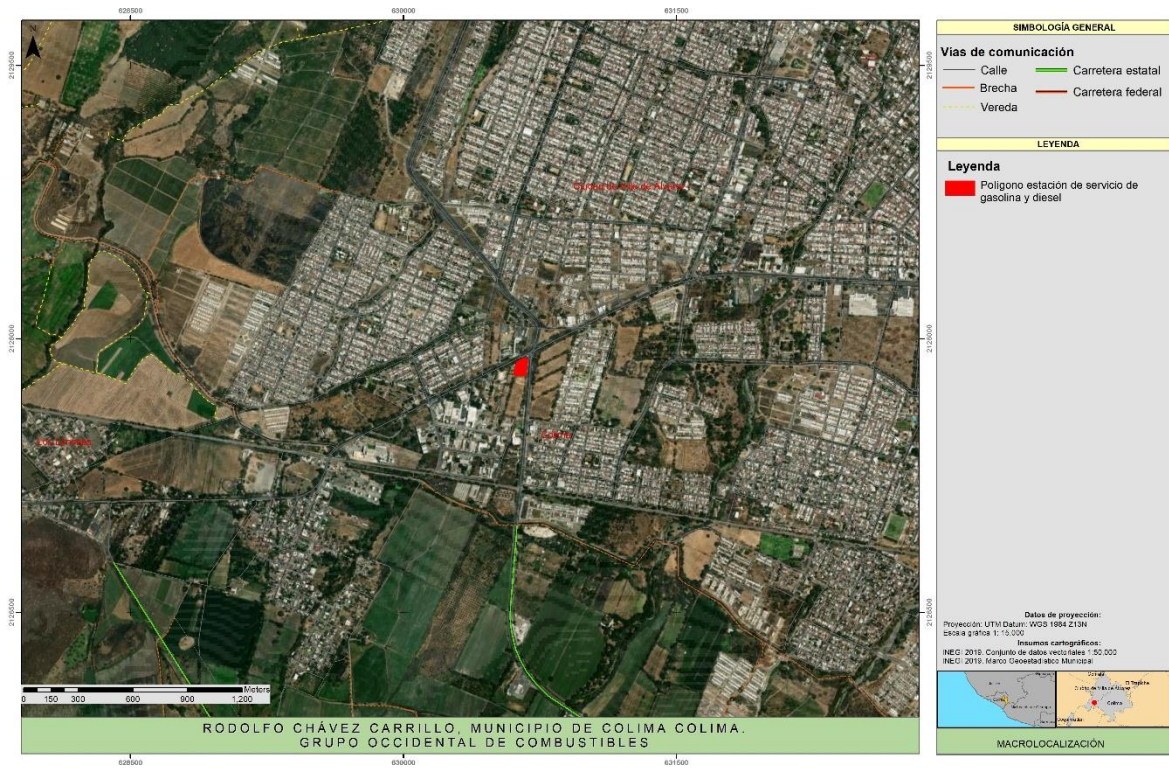 628500 630000 631500
SIMBOLOGÍA GENERAL
Vías de comunicación
Calle
Carretera estatal
Brecha
Carretera federal
Vereda
LEYENDA
Leyenda
Polígono estación de servicio de
gasolina y diesel
N
2129500
2128000
2126500
Colima
Meters
0 150 300 600 900 1,200
RODOLFO CHÁVEZ CARRILLO, MUNICIPIO DE COLIMA COLIMA.
GRUPO OCCIDENTAL DE COMBUSTIBLES
628500 630000 631500
Datos de proyección:
Proyección: UTM Datum: WGS 1984 Z13N
Escala gráfica 1: 15,000
Insumos cartográficos:
INEGI 2019. Conjunto de datos vectoriales 1:50,000
INEGI 2019. Marco Geoestadístico Municipal
El Trapiche
Ciudad de Villa de Álvarez
Colima
MACROLOCALIZACIÓN